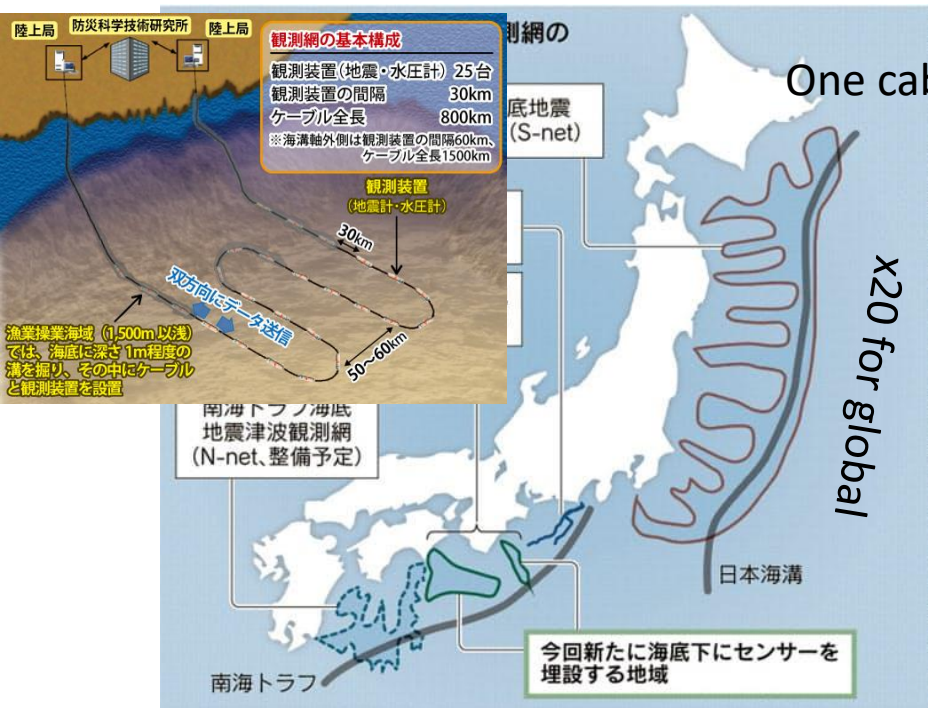 陸上局
防災科学技術研究所
陸上局
観測網の基本構成
観測装置(地震・水圧計) 25台
観測装置の間隔 30km
ケーブル全長 800km
※海溝軸外側は観測装置の間隔60km、
ケーブル全長1500km
観測装置
(地震計・水圧計)
30km
双方向にデータ送信
50〜60km
漁業操業海域(1,500m以浅)
では、海底に深さ1m程度の
溝を掘り、その中にケーブル
と観測装置を設置
測網の
One cab
底地震
(S-net)
x20 for global
南海トラフ海底
地震津波観測網
(N-net、整備予定)
日本海溝
今回新たに海底下にセンサーを
埋設する地域
南海トラフ